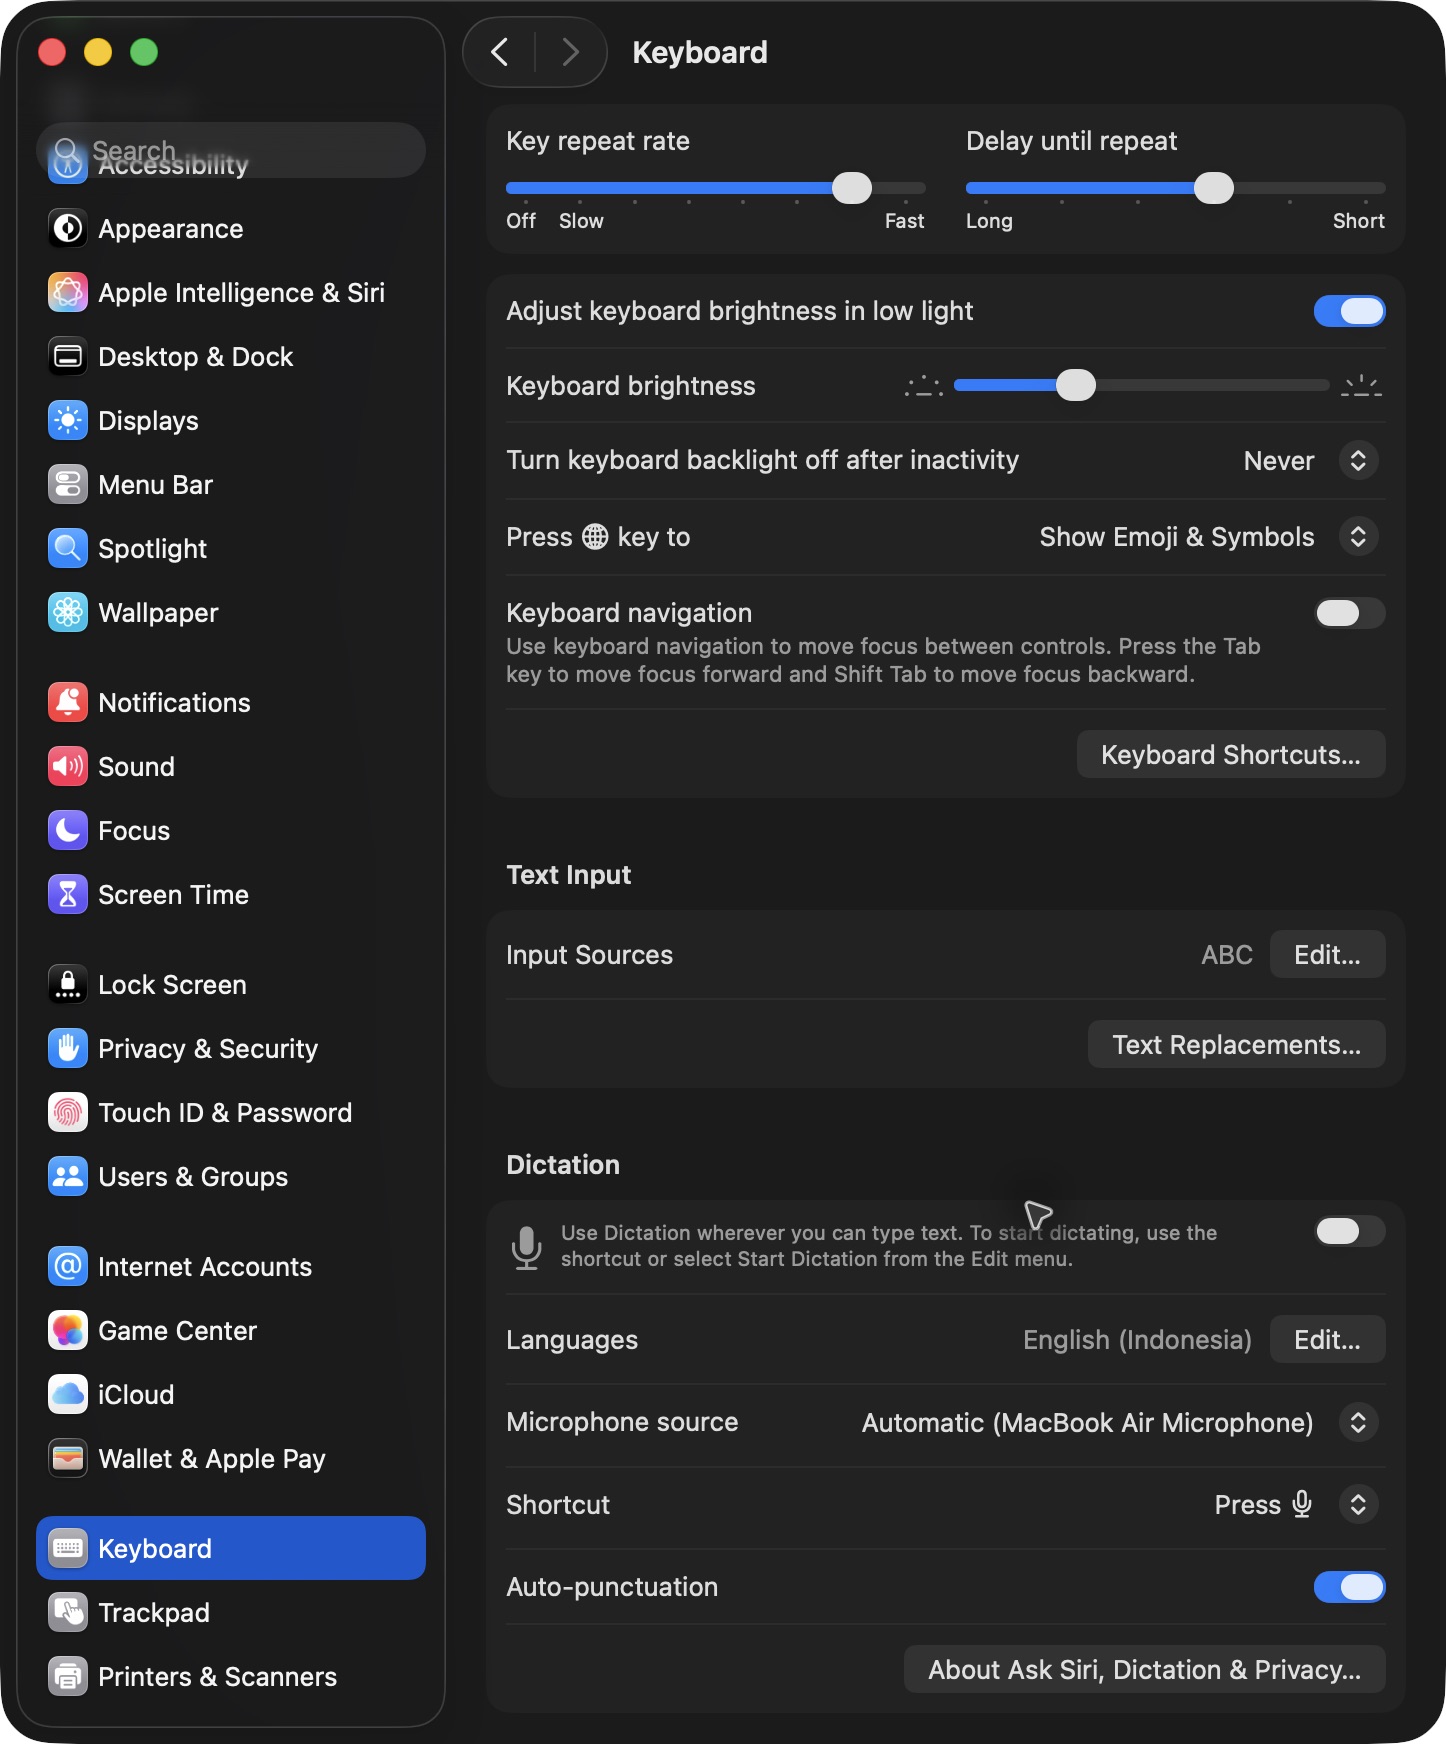 Search
Accessibility
Appearance
Apple Intelligence & Siri
Desktop & Dock
Displays
Menu Bar
Spotlight
Wallpaper
Notifications
Sound
Focus
Screen Time
Lock Screen
Privacy & Security
Touch ID & Password
Users & Groups
Internet Accounts
Game Center
iCloud
Wallet & Apple Pay
Keyboard
Trackpad
Printers & Scanners
Keyboard
Key repeat rate Delay until repeat
Off Slow Fast Long Short
Adjust keyboard brightness in low light
Keyboard brightness
Turn keyboard backlight off after inactivity Never
Press key to Show Emoji & Symbols
Keyboard navigation
Use keyboard navigation to move focus between controls. Press the Tab
key to move focus forward and Shift Tab to move focus backward.
Keyboard Shortcuts...
Text Input
Input Sources ABC Edit...
Text Replacements...
Dictation
Use Dictation wherever you can type text. To start dictating, use the
shortcut or select Start Dictation from the Edit menu.
Languages English (Indonesia) Edit...
Microphone source Automatic (MacBook Air Microphone)
Shortcut Press
Auto-punctuation
About Ask Siri, Dictation & Privacy...